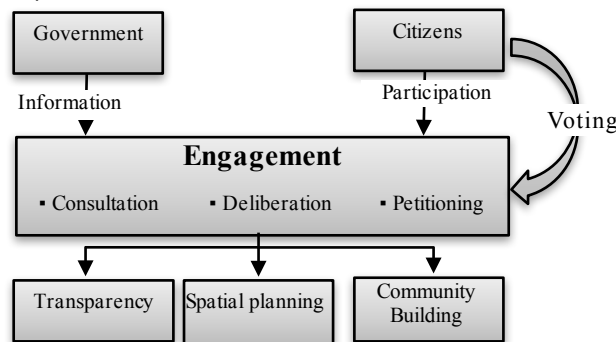 Government
Citizens
Information
Participation
Voting
Engagement
▪ Consultation ▪ Deliberation ▪ Petitioning
Transparency
Spatial planning
Community
Building